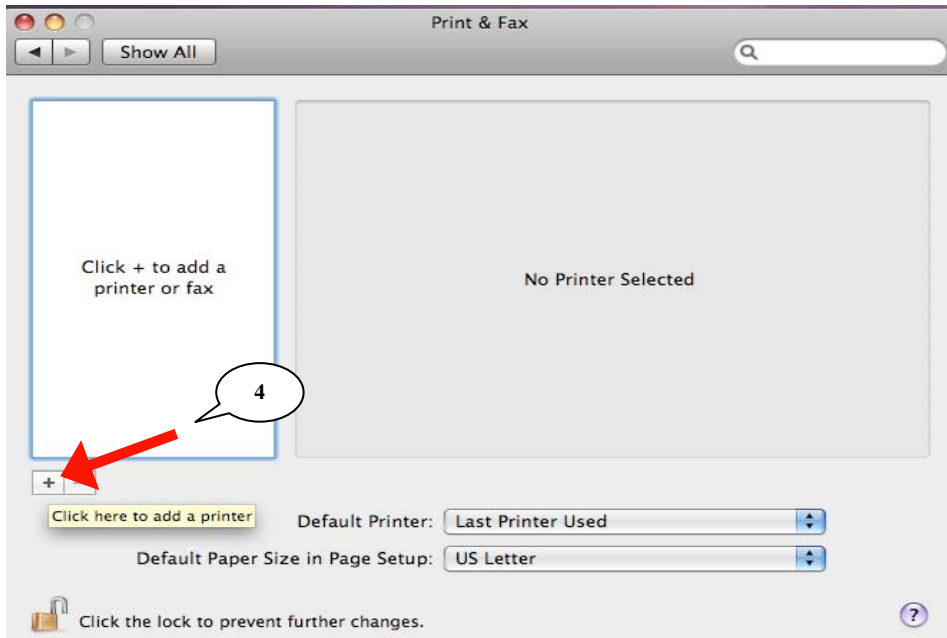 Print & Fax
Show All
Click + to add a
printer or fax
No Printer Selected
4
+ −
Click here to add a printer
Default Printer: Last Printer Used
Default Paper Size in Page Setup: US Letter
Click the lock to prevent further changes.
?